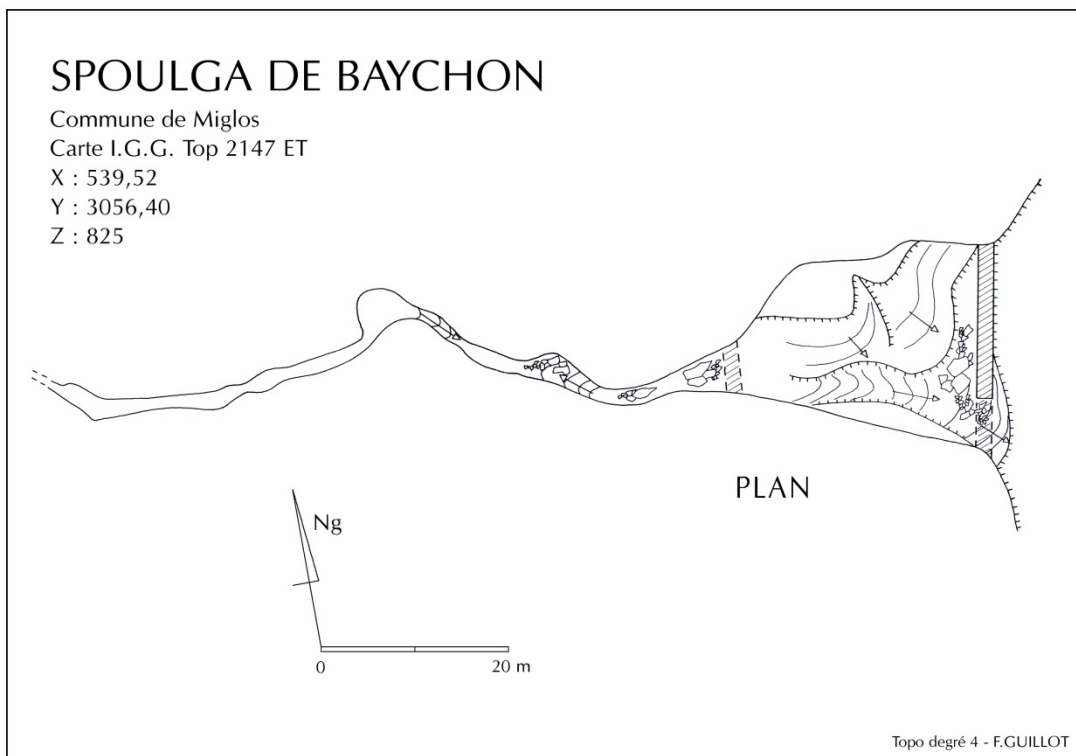 SPOULGA DE BAYCHON
Commune de Miglos
Carte I.G.G. Top 2147 ET
X : 539,52
Y : 3056,40
Z : 825
PLAN
Ng
0 20 m
Topo degré 4 - F.GUILLOT